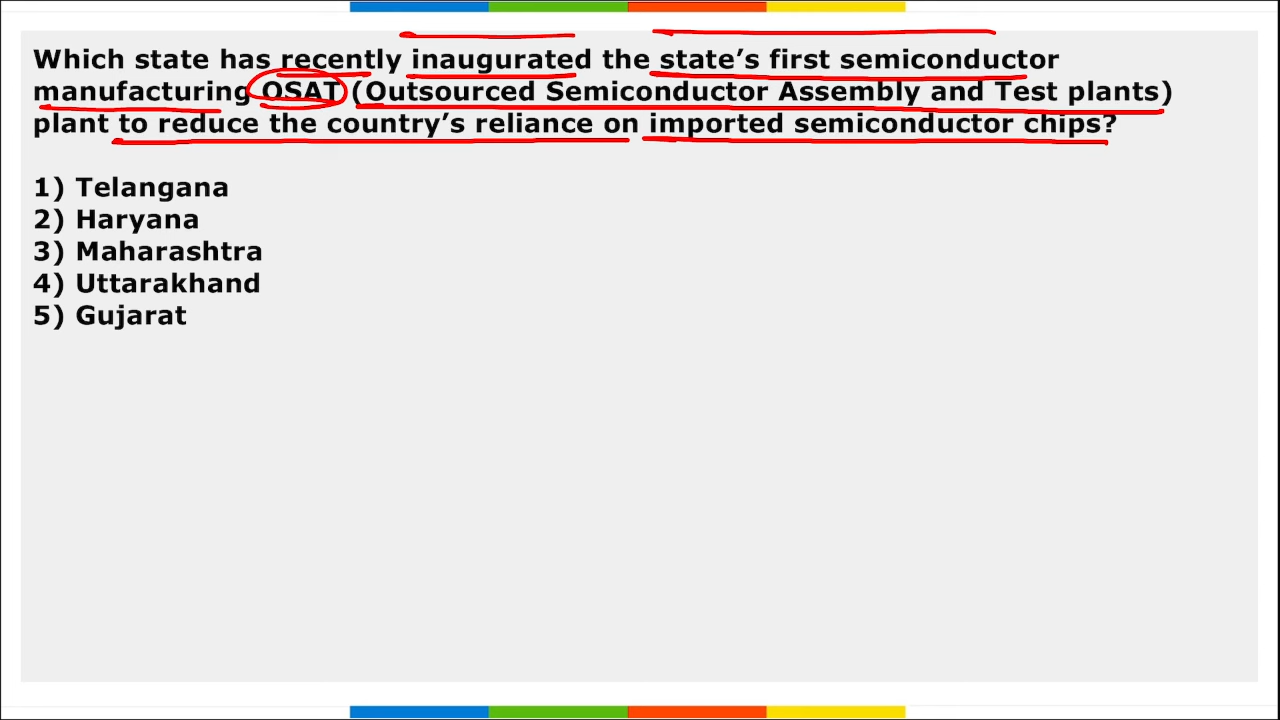 Which state has recently inaugurated the state’s first semiconductor
manufacturing OSAT (Outsourced Semiconductor Assembly and Test plants)
plant to reduce the country’s reliance on imported semiconductor chips?
1) Telangana
2) Haryana
3) Maharashtra
4) Uttarakhand
5) Gujarat